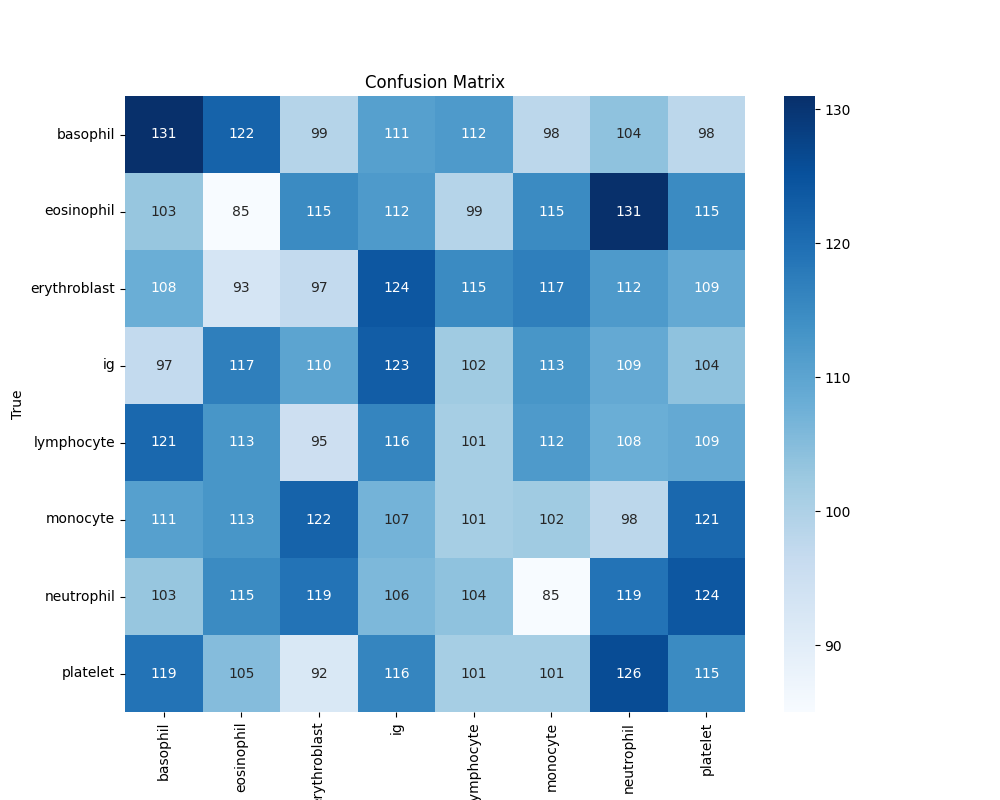 Confusion Matrix
basophil 131 122 99 111 112 98 104 98
eosinophil 103 85 115 112 99 115 131 115
erythroblast 108 93 97 124 115 117 112 109
ig 97 117 110 123 102 113 109 104
lymphocyte 121 113 95 116 101 112 108 109
monocyte 111 113 122 107 101 102 98 121
neutrophil 103 115 119 106 104 85 119 124
platelet 119 105 92 116 101 101 126 115
True
basophil
eosinophil
rythroblast
ig
ymphocyte
monocyte
neutrophil
platelet
130
120
110
100
90